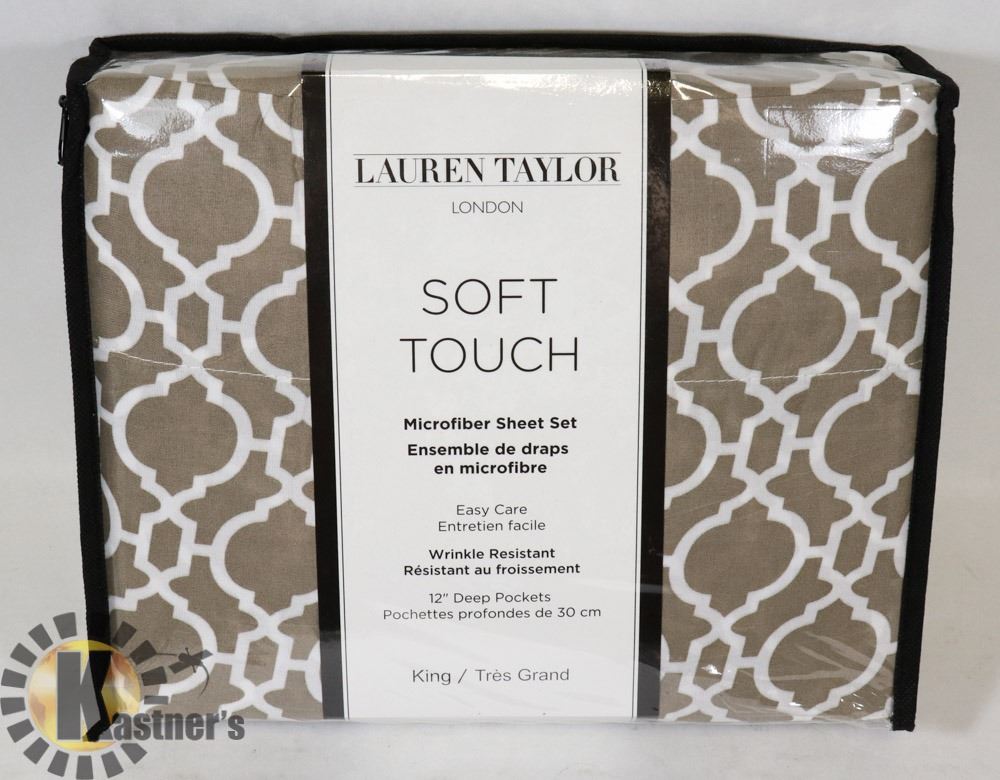 LAUREN TAYLOR
LONDON
SOFT
TOUCH
Microfiber Sheet Set
Ensemble de draps
en microfibre
Easy Care
Entretien facile
Wrinkle Resistant
Résistant au froissement
12" Deep Pockets
Pochettes profondes de 30 cm
King / Très Grand
Kastner's